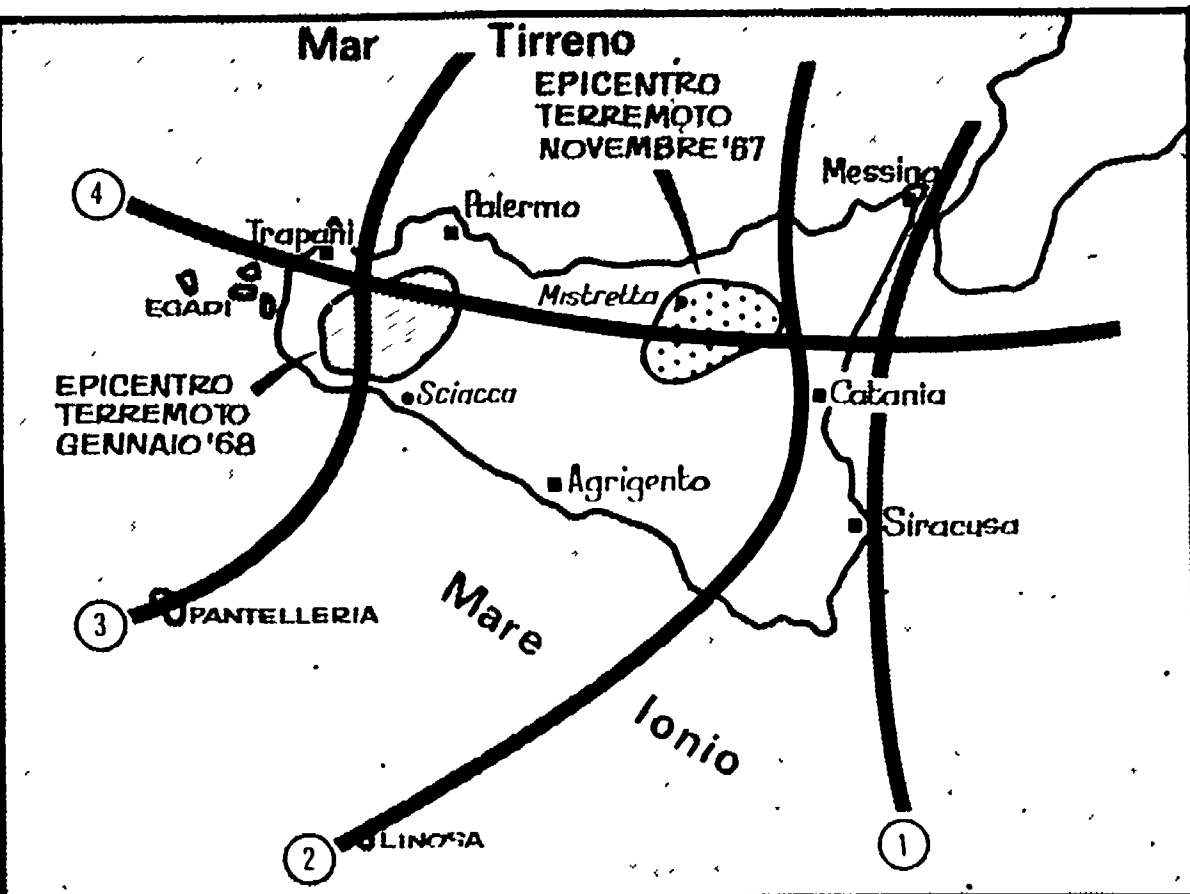 Mar Tirreno
EPICENTRO
TERREMOTO
NOVEMBRE '67
Messina
4
Trapani
Palermo
EGADI
Mistretta
EPICENTRO
TERREMOTO
GENNAIO '68
Sciacca
Catania
Agrigento
Siracusa
3
PANTELLERIA
Mare
Ionio
2
LINOSA
1